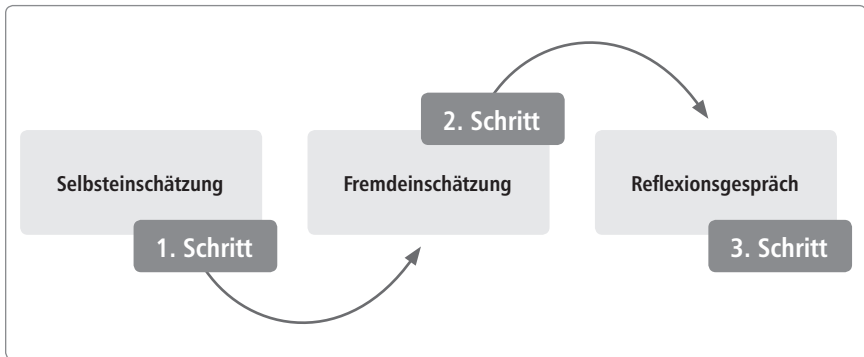 Selbsteinschätzung
1. Schritt
Fremdeinschätzung
2. Schritt
Reflexionsgespräch
3. Schritt